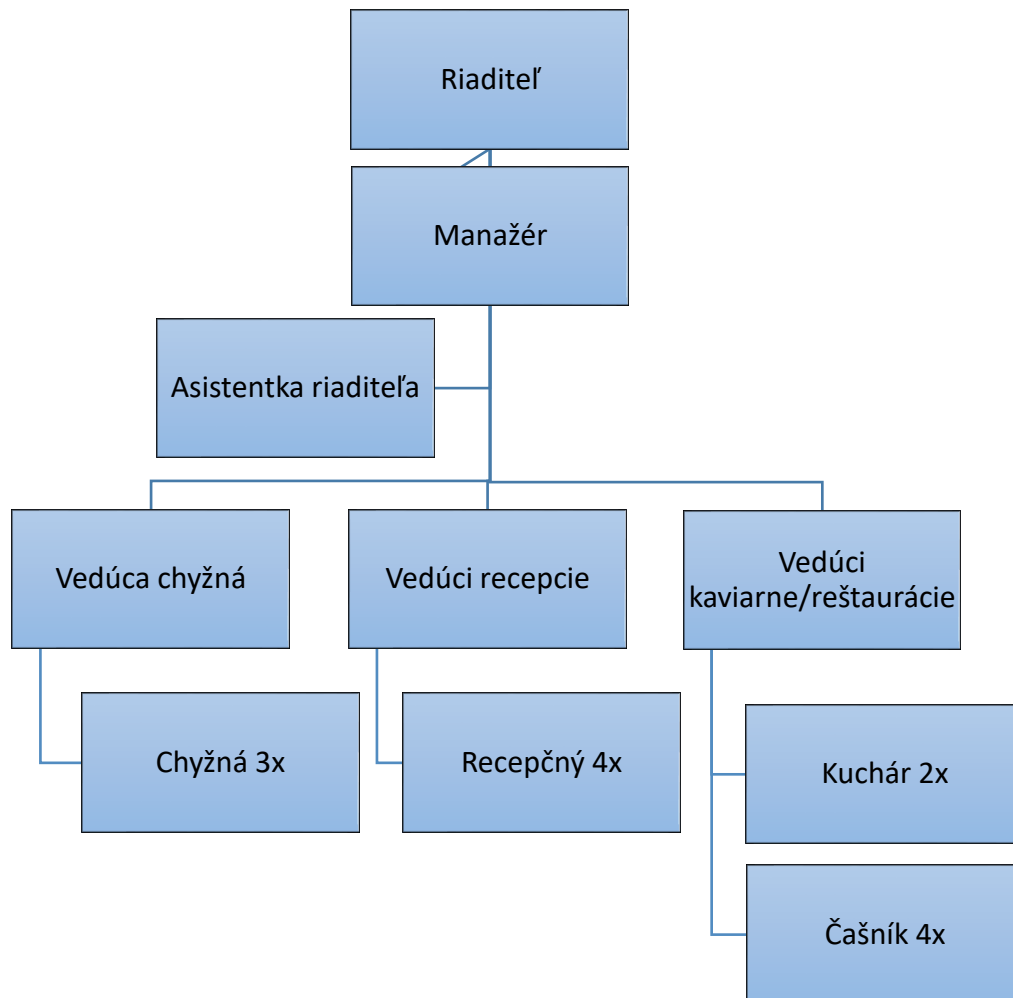 Riaditeľ
Manažér
Asistentka riaditeľa
Vedúca chyžná
Vedúci recepcie
Vedúci
kaviarne/reštaurácie
Chyžná 3x
Recepčný 4x
Kuchár 2x
Čašník 4x